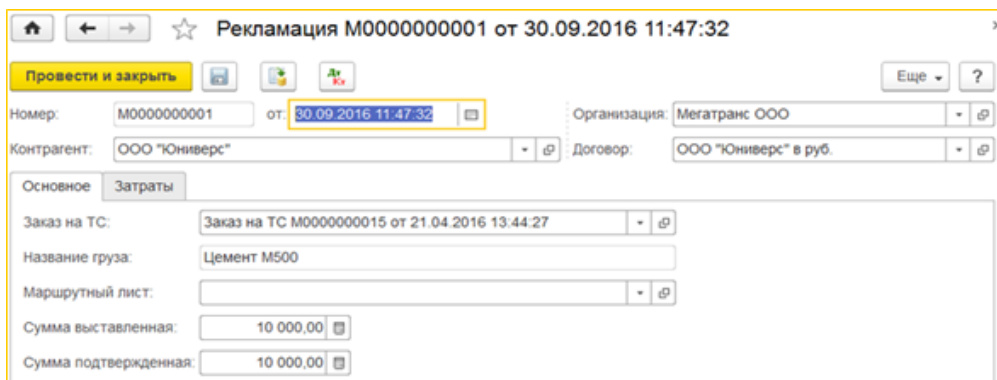 Рекламация М0000000001 от 30.09.2016 11:47:32
Провести и закрыть Дт Кт Еще ?
Номер: М0000000001 от: 30.09.2016 11:47:32 Организация: Мегатранс ООО
Контрагент: ООО "Юниверс" Договор: ООО "Юниверс" в руб.
Основное Затраты
Заказ на ТС: Заказ на ТС М0000000015 от 21.04.2016 13:44:27
Название груза: Цемент М500
Маршрутный лист:
Сумма выставленная: 10 000,00
Сумма подтвержденная: 10 000,00